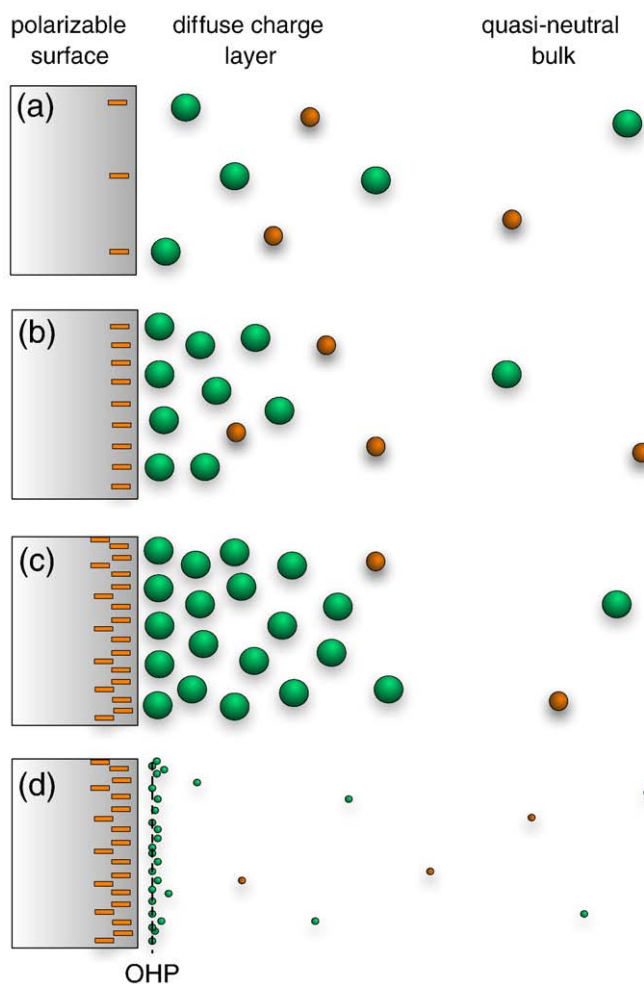 polarizable
surface
diffuse charge
layer
quasi-neutral
bulk
(a)
(b)
(c)
(d)
OHP